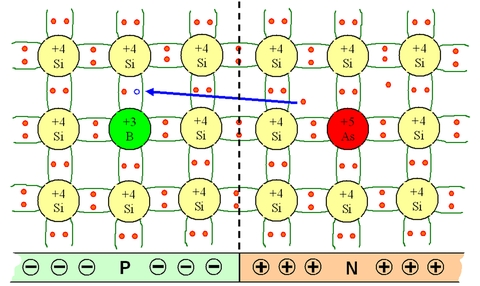 +4 +4 +4 +4 +4 +4
Si Si Si Si Si Si
+4 +3 +4 +4 +5 +4
Si B Si Si As Si
+4 +4 +4 +4 +4 +4
Si Si Si Si Si Si
− − − P − − − + + + N + + +